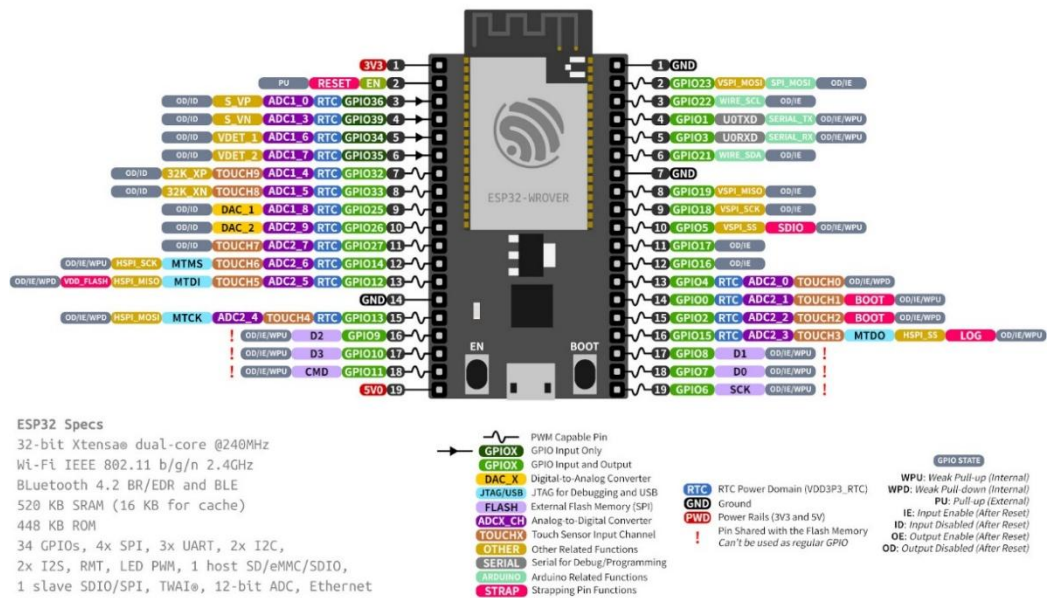 3V3 1
PU RESET EN 2
OD/ID S_VP ADC1_0 RTC GPIO36 3
OD/ID S_VN ADC1_3 RTC GPIO39 4
OD/ID VDET_1 ADC1_6 RTC GPIO34 5
OD/ID VDET_2 ADC1_7 RTC GPIO35 6
OD/ID 32K_XP TOUCH9 ADC1_4 RTC GPIO32 7
OD/ID 32K_XN TOUCH8 ADC1_5 RTC GPIO33 8
OD/ID DAC_1 ADC1_8 RTC GPIO25 9
OD/ID DAC_2 ADC2_9 RTC GPIO26 10
OD/ID TOUCH7 ADC2_7 RTC GPIO27 11
OD/IE/WPU HSPI_SCK MTMS TOUCH6 ADC2_6 RTC GPIO14 12
OD/IE/WPD VDD_FLASH HSPI_MISO MTDI TOUCH5 ADC2_5 RTC GPIO12 13
GND 14
OD/IE/WPD HSPI_MOSI MTCK ADC2_4 TOUCH4 RTC GPIO13 15
! OD/IE/WPU D2 GPIO9 16
! OD/IE/WPU D3 GPIO10 17
! OD/IE/WPU CMD GPIO11 18
5V0 19
ESP32-WROVER
EN BOOT
1 GND
2 GPIO23 VSPI_MOSI SPI_MOSI OD/IE
3 GPIO22 WIRE_SCL OD/IE
4 GPIO1 U0TXD SERIAL_TX OD/IE/WPU
5 GPIO3 U0RXD SERIAL_RX OD/IE/WPU
6 GPIO21 WIRE_SDA OD/IE
7 GND
8 GPIO19 VSPI_MISO OD/IE
9 GPIO18 VSPI_SCK OD/IE
10 GPIO5 VSPI_SS SDIO OD/IE/WPU
11 GPIO17 OD/IE
12 GPIO16 OD/IE
13 GPIO4 RTC ADC2_0 TOUCH0 OD/IE/WPD
14 GPIO0 RTC ADC2_1 TOUCH1 BOOT OD/IE/WPU
15 GPIO2 RTC ADC2_2 TOUCH2 BOOT OD/IE/WPD
16 GPIO15 RTC ADC2_3 TOUCH3 MTDO HSPI_SS LOG OD/IE/WPU
17 GPIO8 D1 OD/IE/WPU !
18 GPIO7 D0 OD/IE/WPU !
19 GPIO6 SCK OD/IE/WPU !
ESP32 Specs
32-bit Xtensa® dual-core @240MHz
Wi-Fi IEEE 802.11 b/g/n 2.4GHz
BLuetooth 4.2 BR/EDR and BLE
520 KB SRAM (16 KB for cache)
448 KB ROM
34 GPIOs, 4x SPI, 3x UART, 2x I2C,
2x I2S, RMT, LED PWM, 1 host SD/eMMC/SDIO,
1 slave SDIO/SPI, TWAI®, 12-bit ADC, Ethernet
PWM Capable Pin
GPIOX GPIO Input Only
GPIOX GPIO Input and Output
DAC_X Digital-to-Analog Converter
JTAG/USB JTAG for Debugging and USB
FLASH External Flash Memory (SPI)
ADCX_CH Analog-to-Digital Converter
TOUCHX Touch Sensor Input Channel
OTHER Other Related Functions
SERIAL Serial for Debug/Programming
ARDUINO Arduino Related Functions
STRAP Strapping Pin Functions
RTC RTC Power Domain (VDD3P3_RTC)
GND Ground
PWD Power Rails (3V3 and 5V)
! Pin Shared with the Flash Memory
Can't be used as regular GPIO
GPIO STATE
WPU: Weak Pull-up (Internal)
WPD: Weak Pull-down (Internal)
PU: Pull-up (External)
IE: Input Enable (After Reset)
ID: Input Disabled (After Reset)
OE: Output Enable (After Reset)
OD: Output Disabled (After Reset)